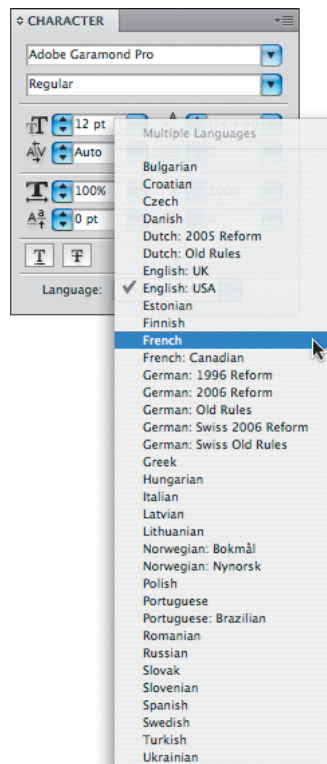 CHARACTER
Adobe Garamond Pro
Regular
12 pt
Auto
100%
0 pt
T T
Language:
Multiple Languages
Bulgarian
Croatian
Czech
Danish
Dutch: 2005 Reform
Dutch: Old Rules
English: UK
English: USA
Estonian
Finnish
French
French: Canadian
German: 1996 Reform
German: 2006 Reform
German: Old Rules
German: Swiss 2006 Reform
German: Swiss Old Rules
Greek
Hungarian
Italian
Latvian
Lithuanian
Norwegian: Bokmål
Norwegian: Nynorsk
Polish
Portuguese
Portuguese: Brazilian
Romanian
Russian
Slovak
Slovenian
Spanish
Swedish
Turkish
Ukrainian